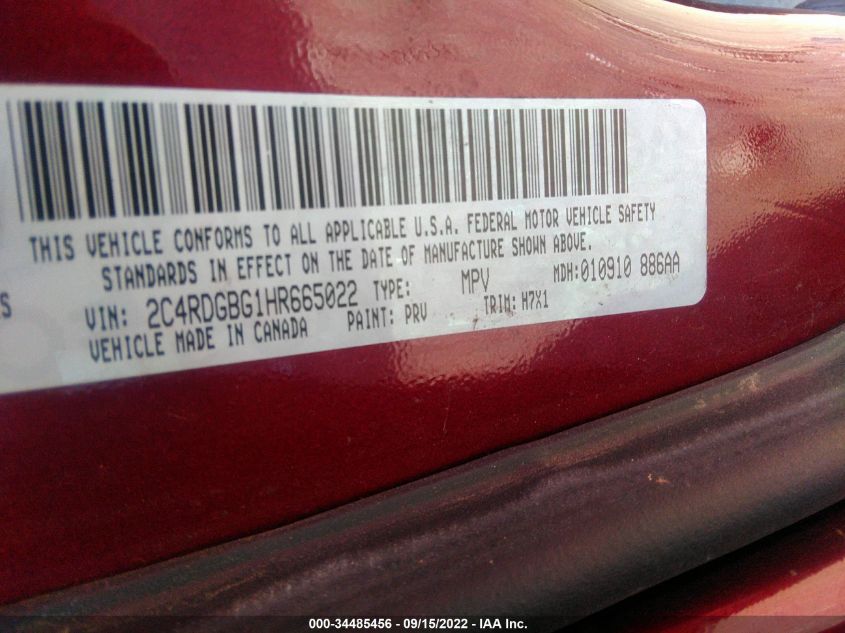 THIS VEHICLE CONFORMS TO ALL APPLICABLE U.S.A. FEDERAL MOTOR VEHICLE SAFETY
STANDARDS IN EFFECT ON THE DATE OF MANUFACTURE SHOWN ABOVE.
S
VIN: 2C4RDGBG1HR665022 TYPE: MPV MDH:010910 886AA
VEHICLE MADE IN CANADA PAINT: PRV TRIM: H7X1
000-34485456 - 09/15/2022 - IAA Inc.